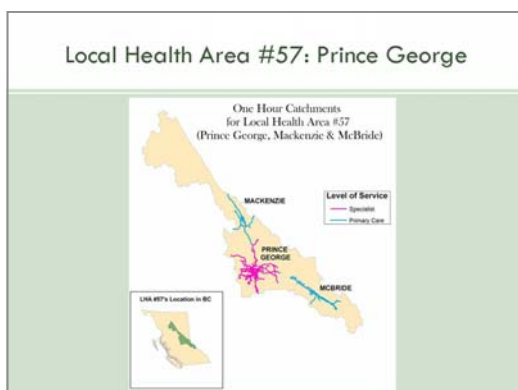 Local Health Area #57: Prince George
One Hour Catchments
for Local Health Area #57
(Prince George, Mackenzie & McBride)
MACKENZIE
Level of Service
Specialist
Primary Care
PRINCE
GEORGE
MCBRIDE
LHA #57's Location in BC